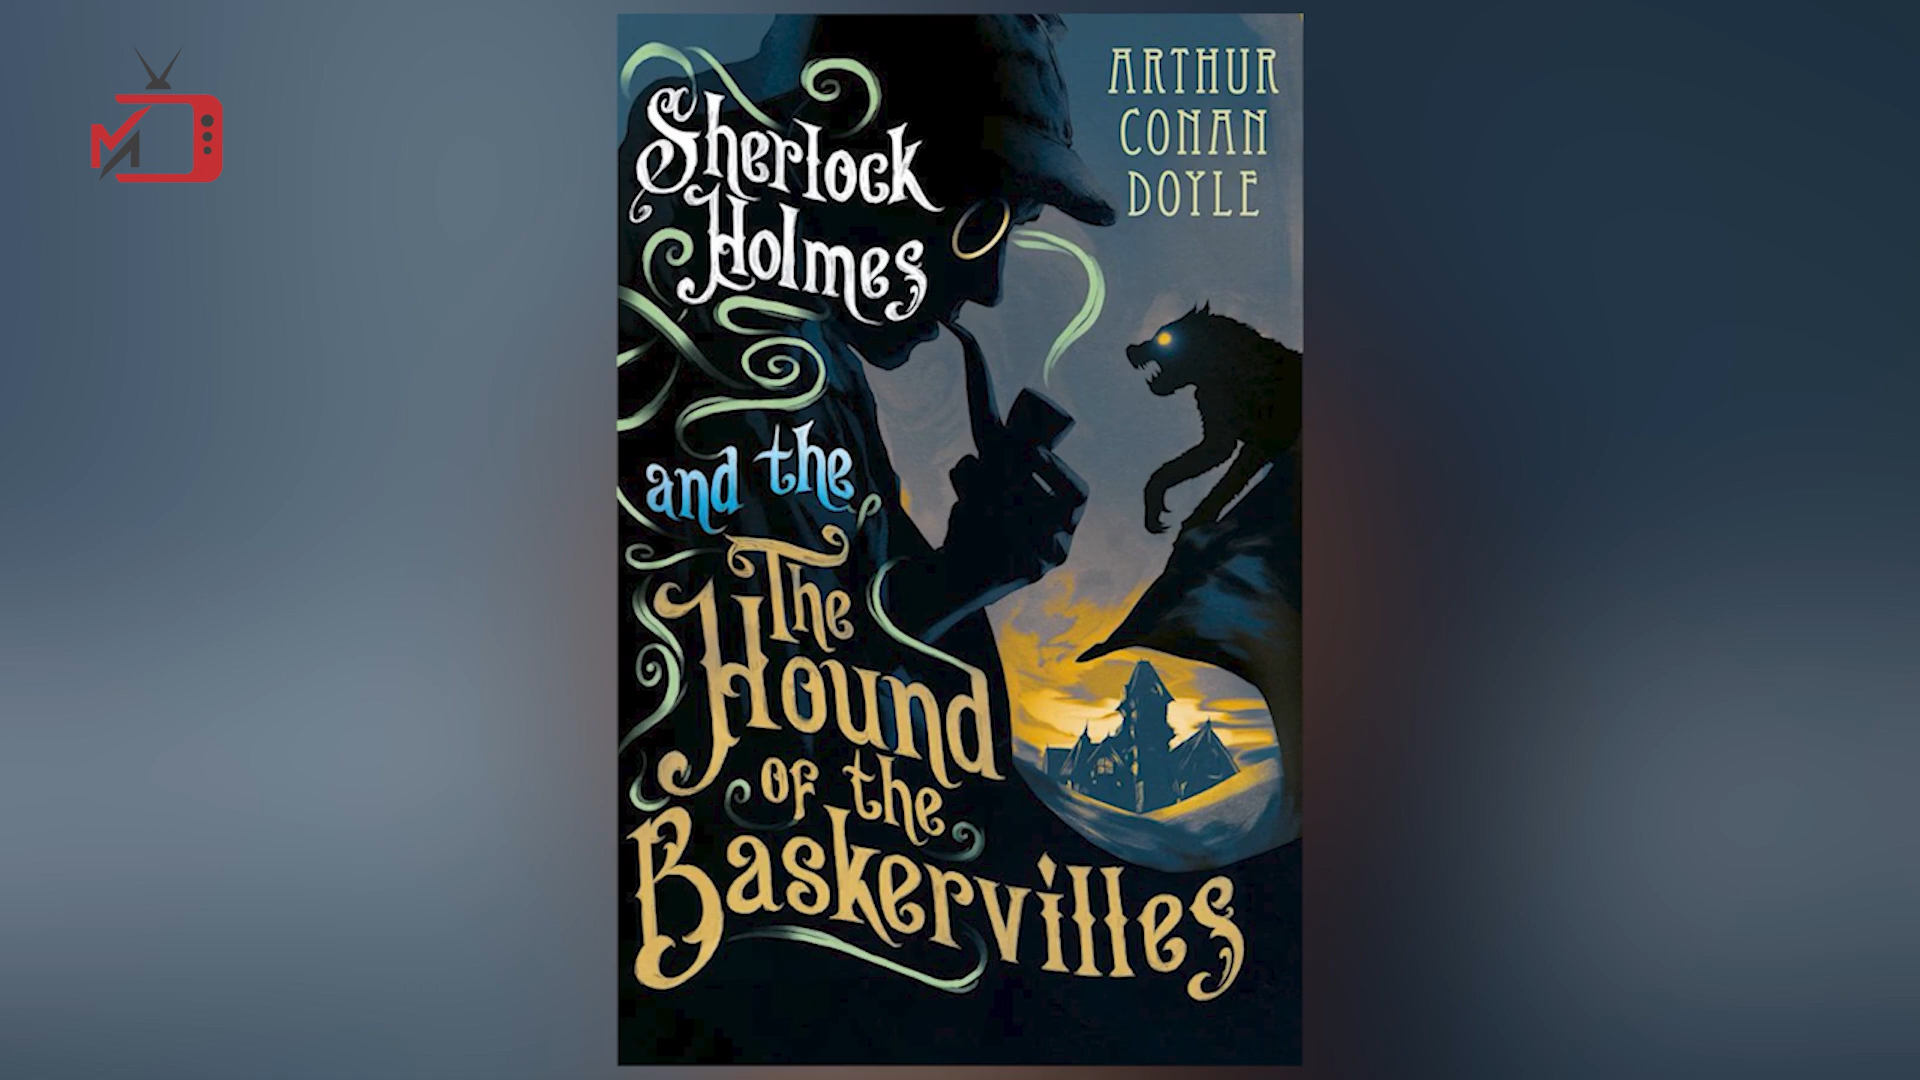 Sherlock
Holmes
and the
The
Hound
of the
Baskervilles
ARTHUR
CONAN
DOYLE